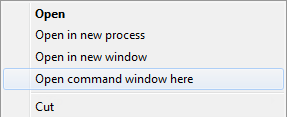 Open
Open in new process
Open in new window
Open command window here
Cut